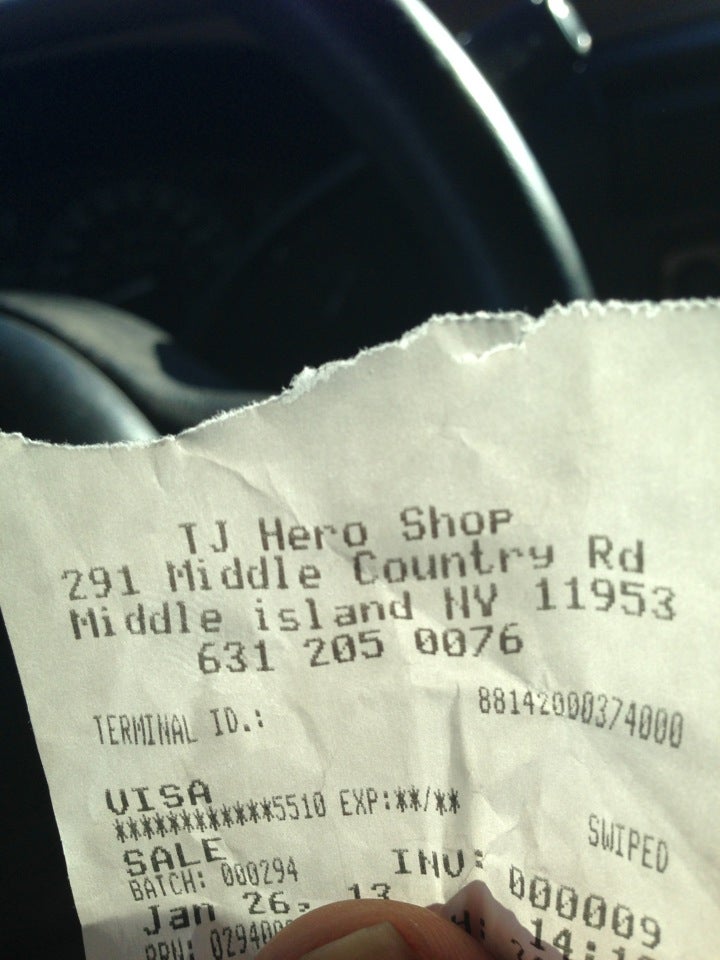 TJ Hero Shop
291 Middle Country Rd
Middle island NY 11953
631 205 0076
TERMINAL ID.: 88142000374000
VISA
***********5510 EXP:**/**
SWIPED
SALE
BATCH: 000294 INV: 000009
Jan 26, 13